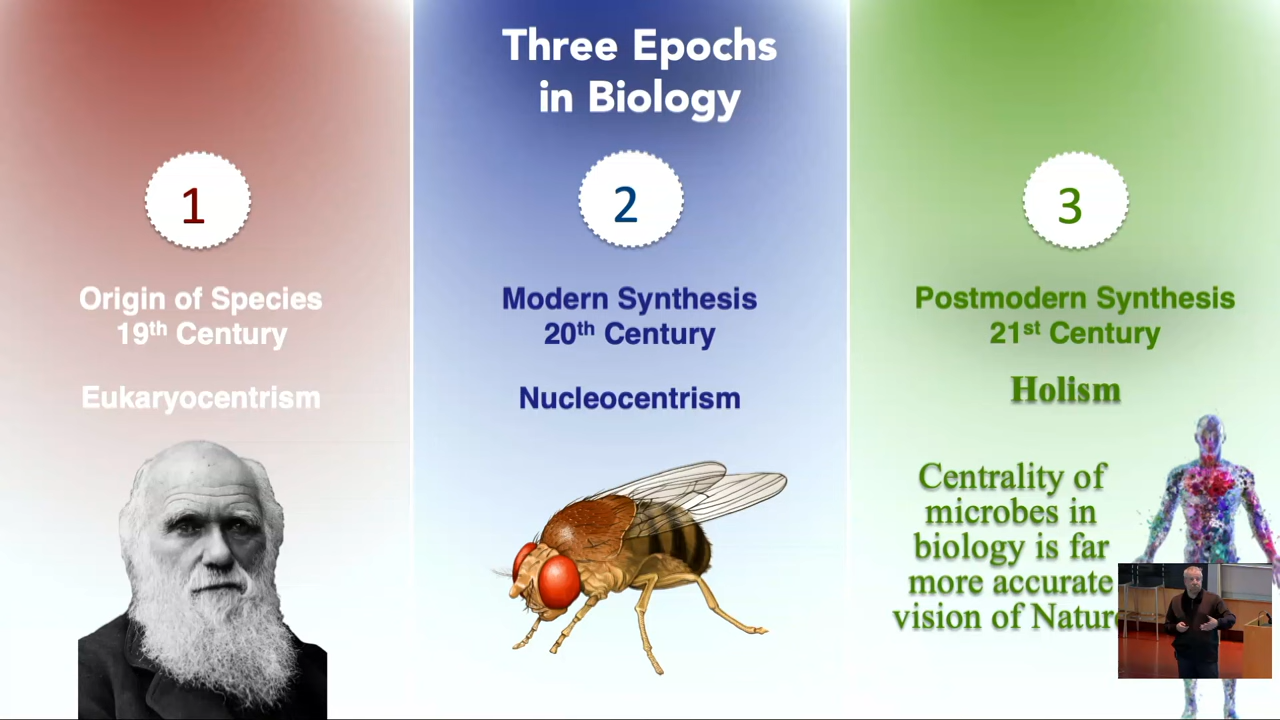 Three Epochs
in Biology
1
Origin of Species
19th Century
Eukaryocentrism
2
Modern Synthesis
20th Century
Nucleocentrism
3
Postmodern Synthesis
21st Century
Holism
Centrality of
microbes in
biology is far
more accurate
vision of Natur